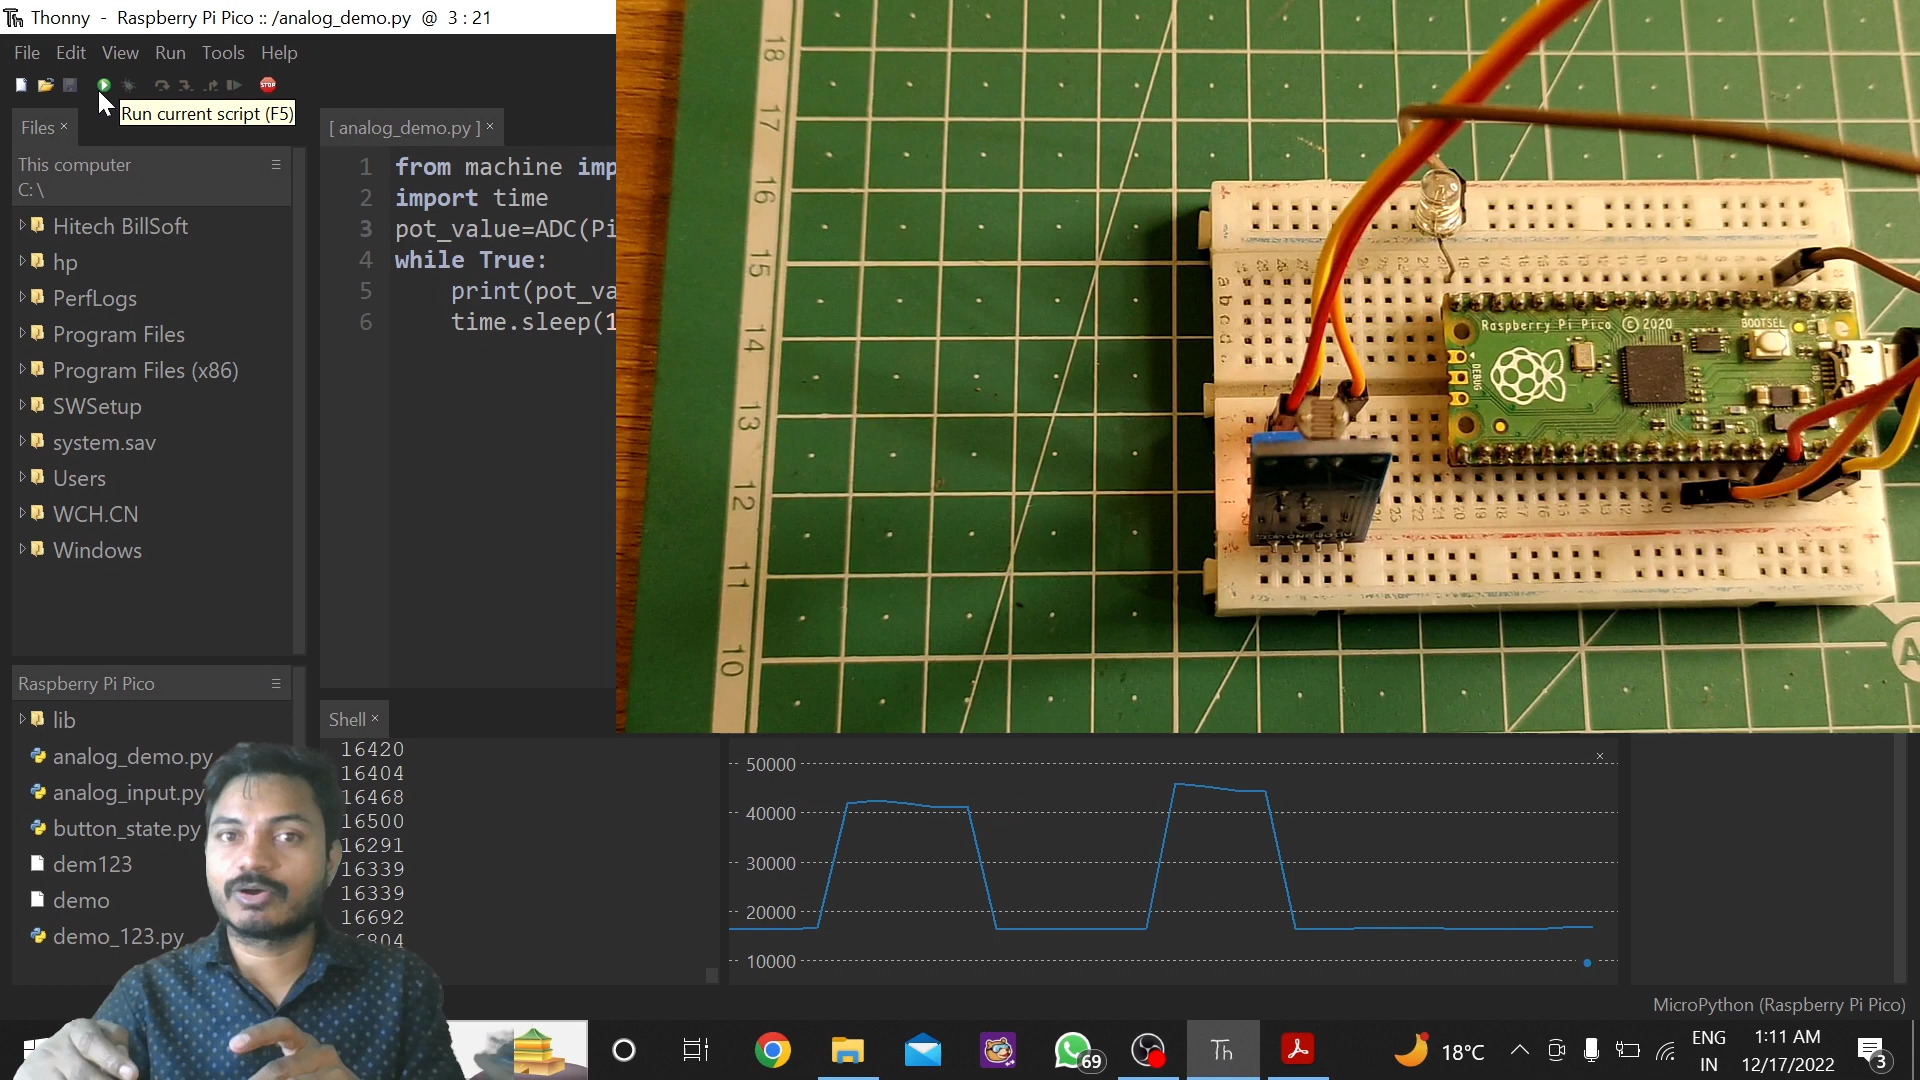 Th Thonny - Raspberry Pi Pico :: /analog_demo.py @ 3 : 21
File Edit View Run Tools Help
STOP
Run current script (F5)
Files ×
This computer
C: \
Hitech BillSoft
hp
PerfLogs
Program Files
Program Files (x86)
SWSetup
system.sav
Users
WCH.CN
Windows
[ analog_demo.py ] ×
1 from machine imp
2 import time
3 pot_value=ADC(Pi
4 while True:
5 print(pot_va
6 time.sleep(1
18
17
16
15
14
13
12
11
10
Raspberry Pi Pico © 2020
BOOTSEL
DEBUG
USB
A
Raspberry Pi Pico
lib
analog_demo.py
analog_input.py
button_state.py
dem123
demo
demo_123.py
Shell ×
16420
16404
16468
16500
16291
16339
16339
16692
16804
50000
40000
30000
20000
10000
MicroPython (Raspberry Pi Pico)
69
Th
18°C
ENG
IN
1:11 AM
12/17/2022
3